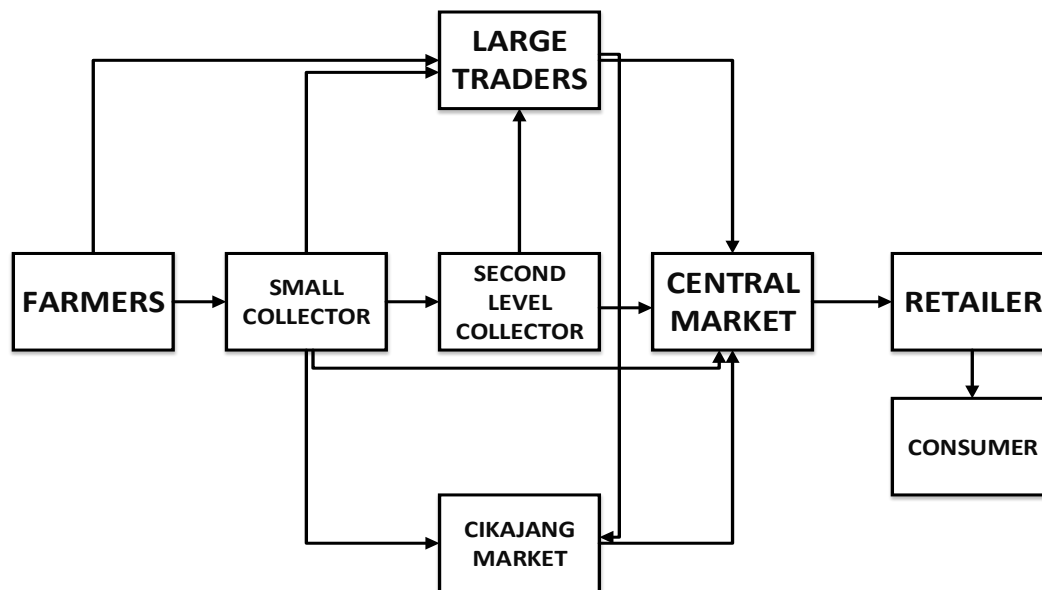 LARGE
TRADERS
FARMERS
SMALL
COLLECTOR
SECOND
LEVEL
COLLECTOR
CENTRAL
MARKET
RETAILER
CONSUMER
CIKAJANG
MARKET